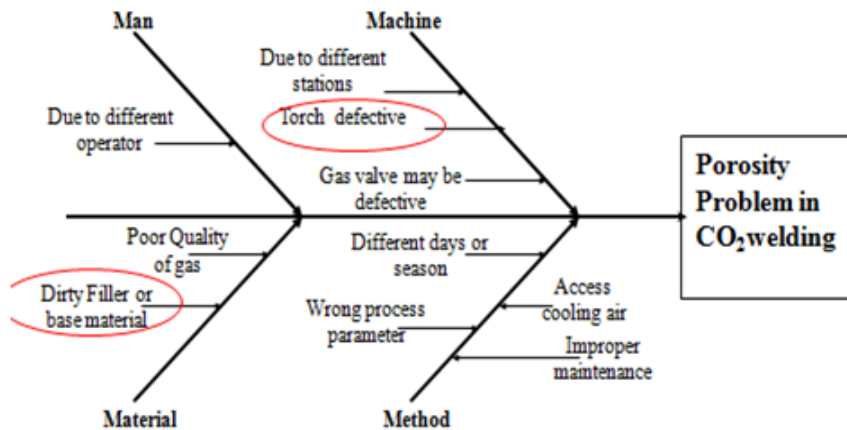 Man
Machine
Due to different
stations
Torch defective
Due to different
operator
Gas valve may be
defective
Porosity
Problem in
CO₂ welding
Poor Quality
of gas
Different days or
season
Dirty Filler or
base material
Access
cooling air
Wrong process
parameter
Improper
maintenance
Material
Method